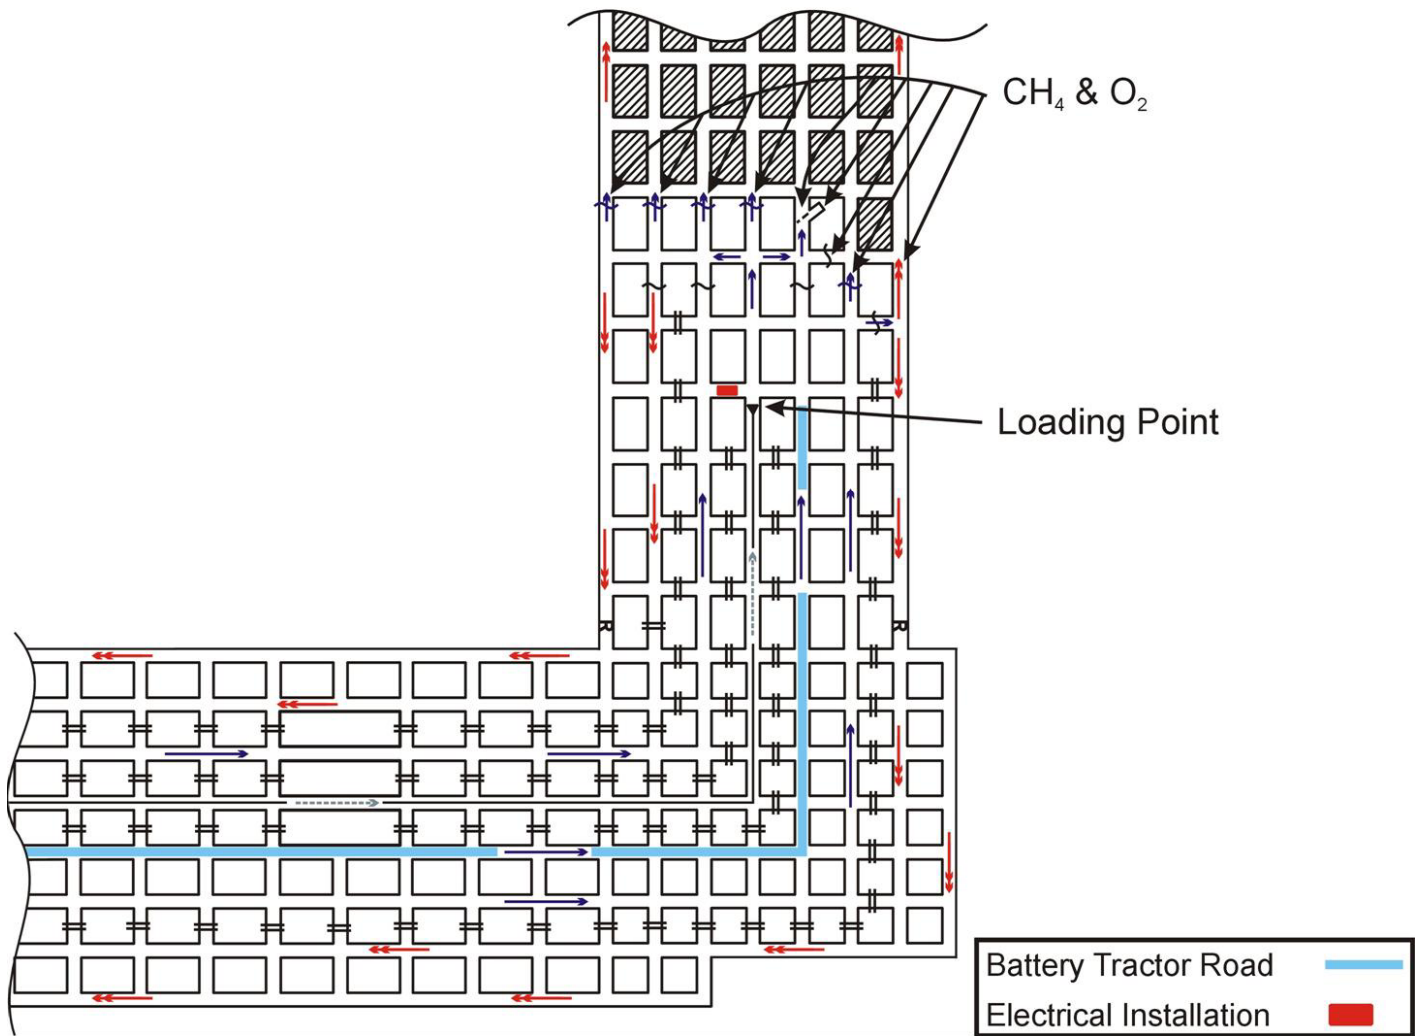 CH₄ & O₂
Loading Point
R
R
Battery Tractor Road
Electrical Installation